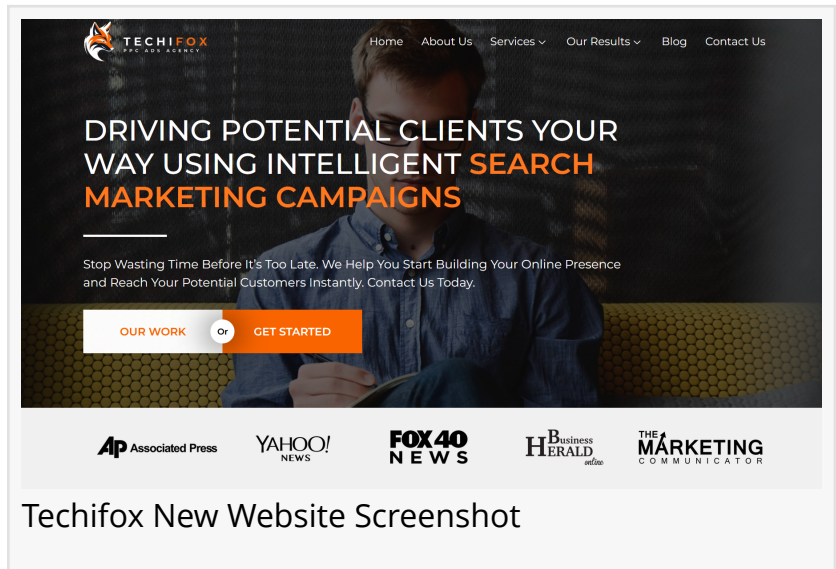 TECHIFOX
PPC ADS AGENCY
Home About Us Services Our Results Blog Contact Us
DRIVING POTENTIAL CLIENTS YOUR
WAY USING INTELLIGENT SEARCH
MARKETING CAMPAIGNS
Stop Wasting Time Before It's Too Late. We Help You Start Building Your Online Presence
and Reach Your Potential Customers Instantly. Contact Us Today.
OUR WORK Or GET STARTED
AP Associated Press
YAHOO!
NEWS
FOX 40
NEWS
Business
HERALD
online
THE
MARKETING
COMMUNICATOR
Techifox New Website Screenshot